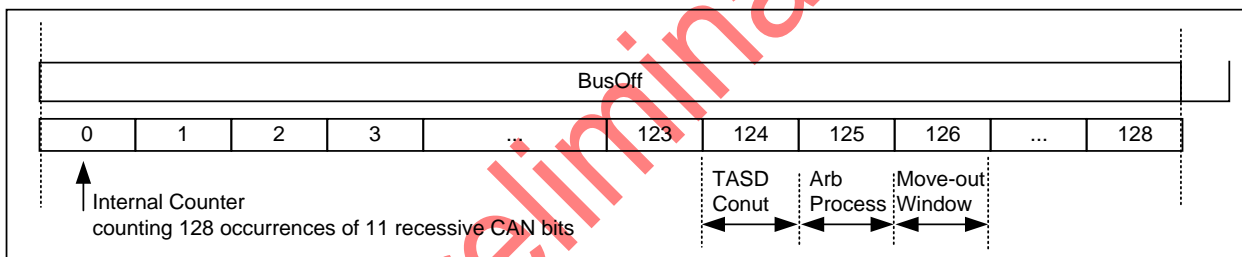 BusOff
0 1 2 3 ... 123 124 125 126 ... 128
Internal Counter
counting 128 occurrences of 11 recessive CAN bits
TASD
Conut
Arb
Process
Move-out
Window
relimina